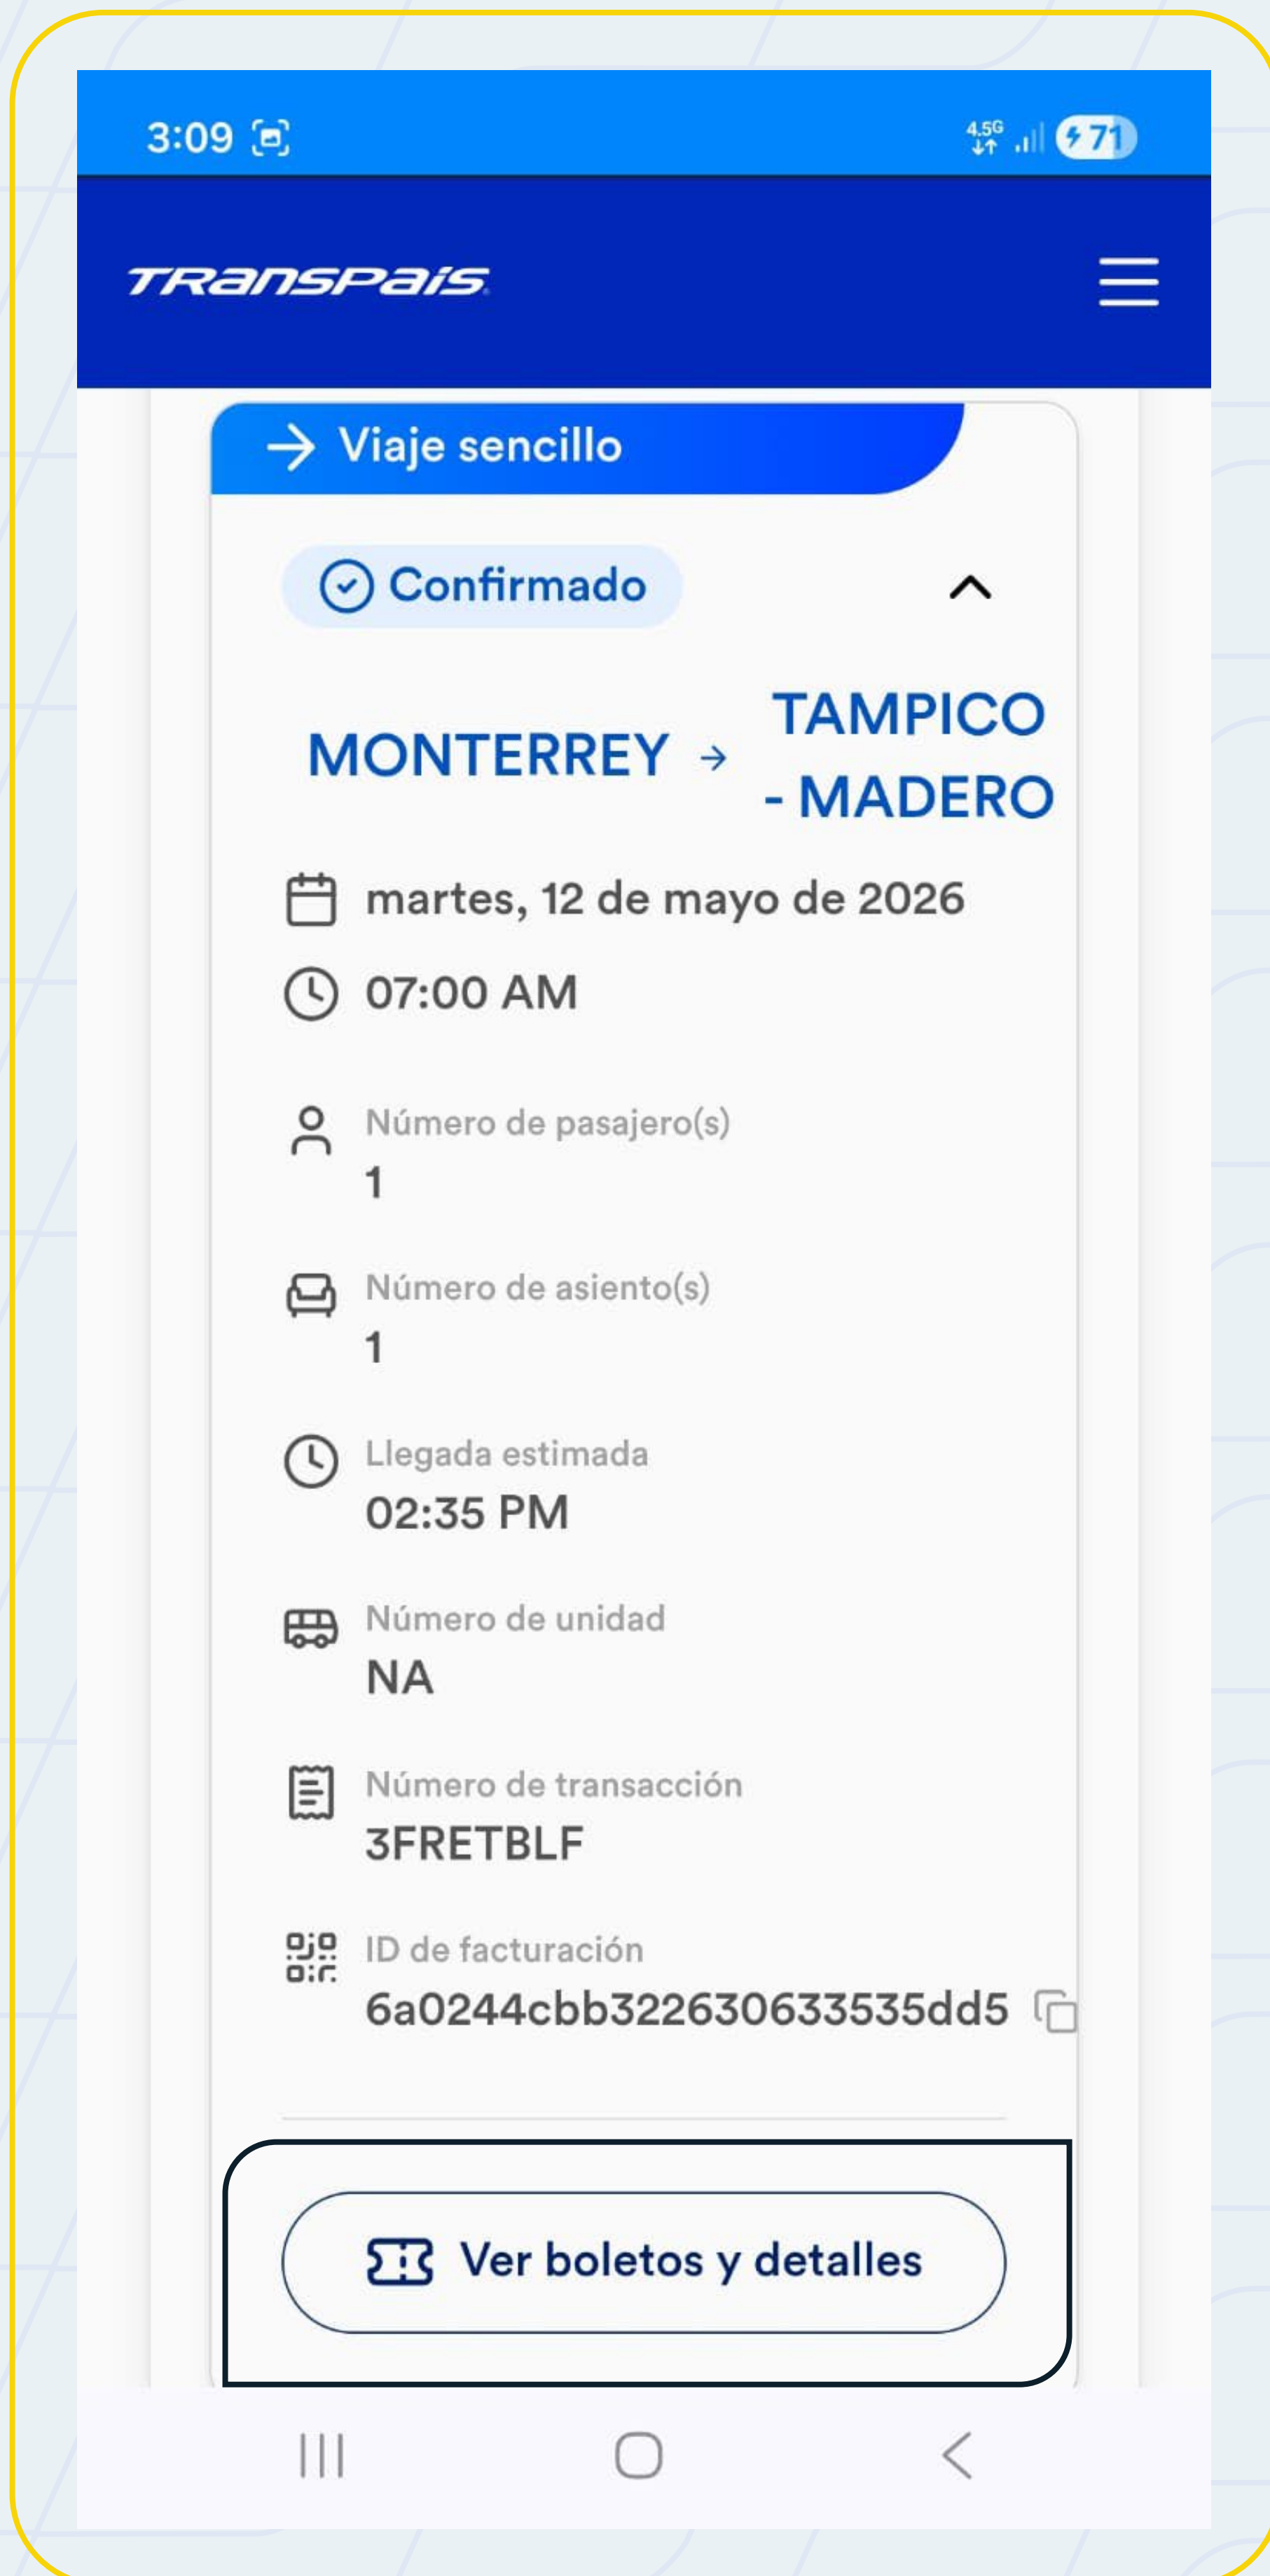 3:09
4.5G
71
TRANSPAIS
Viaje sencillo
Confirmado
MONTERREY → TAMPICO - MADERO
martes, 12 de mayo de 2026
07:00 AM
Número de pasajero(s)
1
Número de asiento(s)
1
Llegada estimada
02:35 PM
Número de unidad
NA
Número de transacción
3FRETBLF
ID de facturación
6a0244cbb322630633535dd5
Ver boletos y detalles